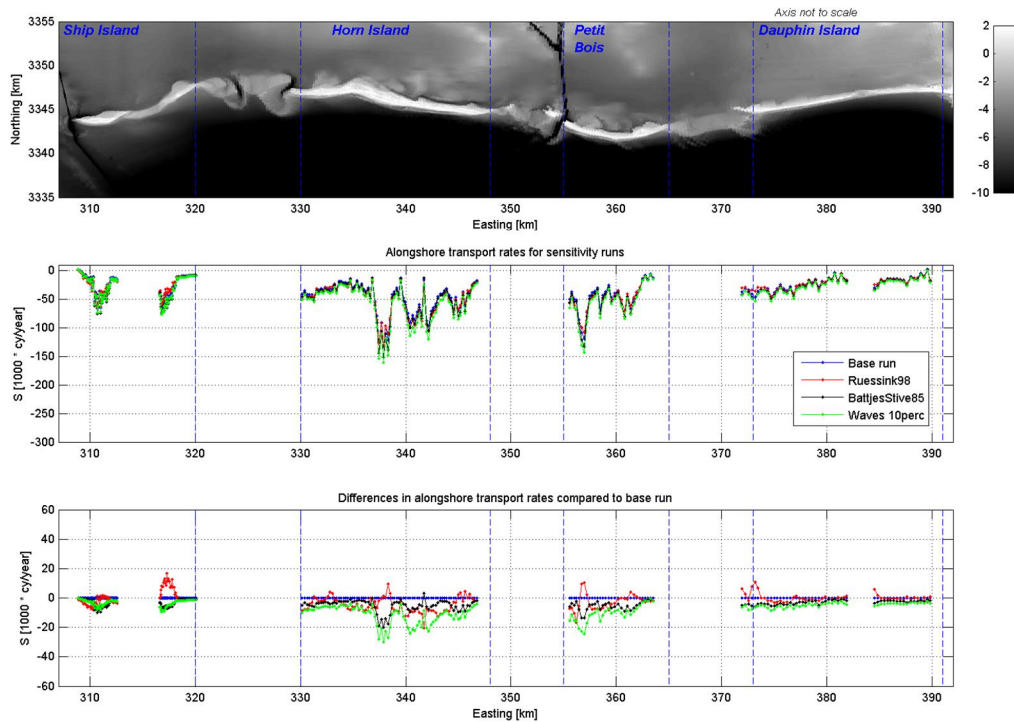 Axis not to scale
3355
3350
3345
3340
3335
Northing [km]
Ship Island
Horn Island
Petit
Bois
Dauphin Island
2
0
-2
-4
-6
-8
-10
310 320 330 340 350 360 370 380 390
Easting [km]
Alongshore transport rates for sensitivity runs
0
-50
-100
-150
-200
-250
-300
S [1000 * cy/year]
Base run
Ruessink98
BattjesStive85
Waves 10perc
310 320 330 340 350 360 370 380 390
Differences in alongshore transport rates compared to base run
60
40
20
0
-20
-40
-60
S [1000 * cy/year]
310 320 330 340 350 360 370 380 390
Easting [km]